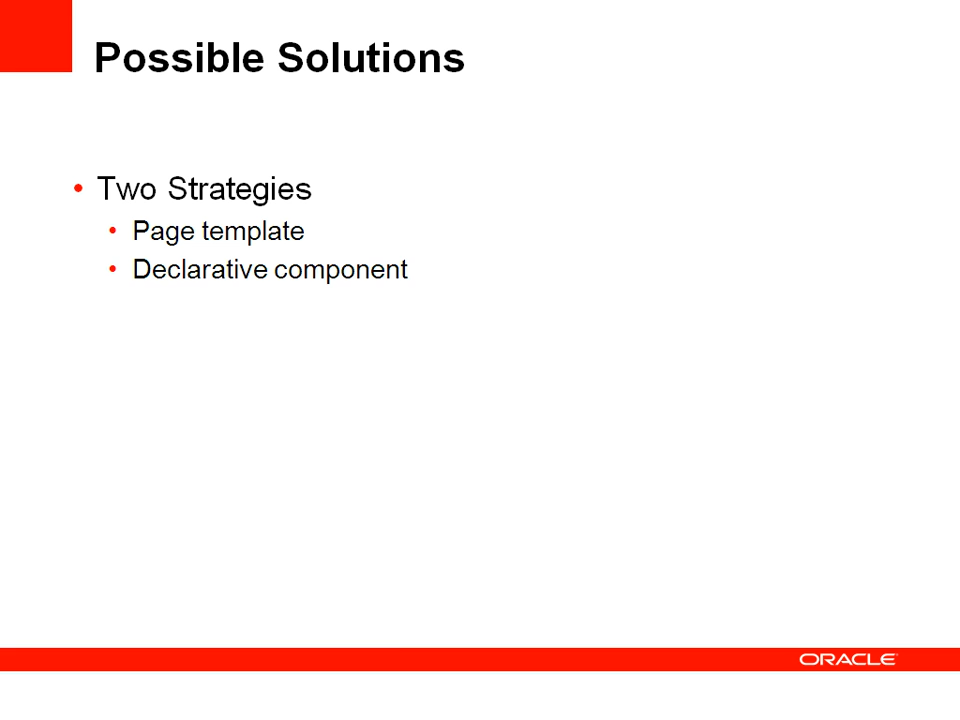 Possible Solutions
• Two Strategies
• Page template
• Declarative component
ORACLE